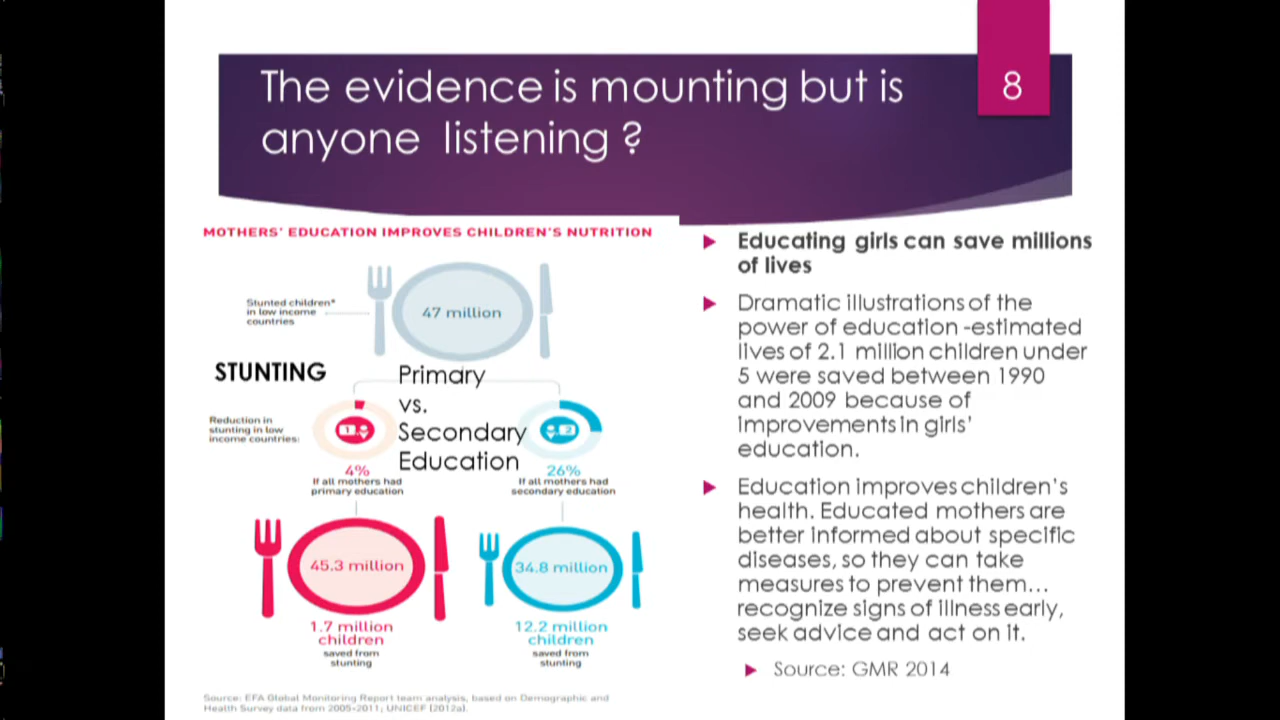 The evidence is mounting but is
anyone listening ?
8
MOTHERS' EDUCATION IMPROVES CHILDREN'S NUTRITION
Stunted children*
in low income
countries
47 million
STUNTING
Primary
vs.
Secondary
Education
Reduction in
stunting in low
income countries:
1
4%
If all mothers had
primary education
2
26%
If all mothers had
secondary education
45.3 million
1.7 million
children
saved from
stunting
34.8 million
12.2 million
children
saved from
stunting
Source: EFA Global Monitoring Report team analysis, based on Demographic and
Health Survey data from 2005-2011; UNICEF (2012a).
Educating girls can save millions
of lives
Dramatic illustrations of the
power of education -estimated
lives of 2.1 million children under
5 were saved between 1990
and 2009 because of
improvements in girls'
education.
Education improves children's
health. Educated mothers are
better informed about specific
diseases, so they can take
measures to prevent them...
recognize signs of illness early,
seek advice and act on it.
Source: GMR 2014